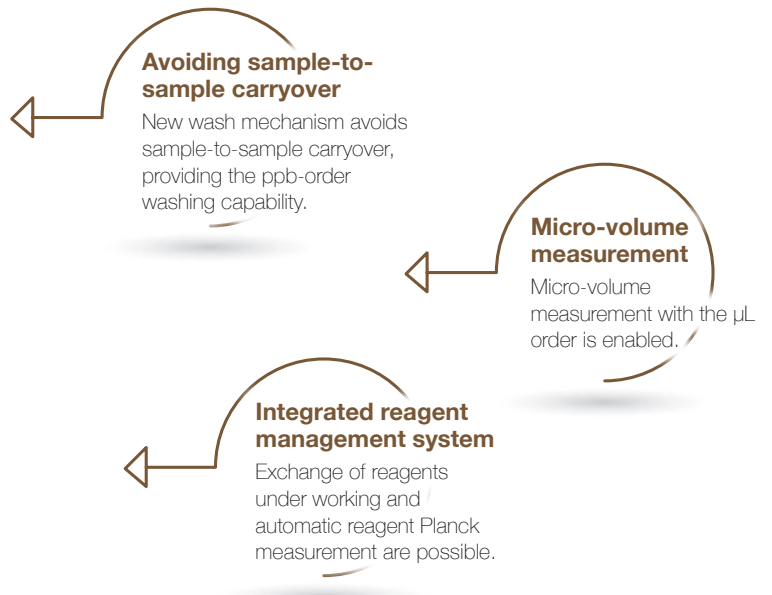 Avoiding sample-to-
sample carryover
New wash mechanism avoids
sample-to-sample carryover,
providing the ppb-order
washing capability.
Micro-volume
measurement
Micro-volume
measurement with the µL
order is enabled.
Integrated reagent
management system
Exchange of reagents
under working and
automatic reagent Planck
measurement are possible.